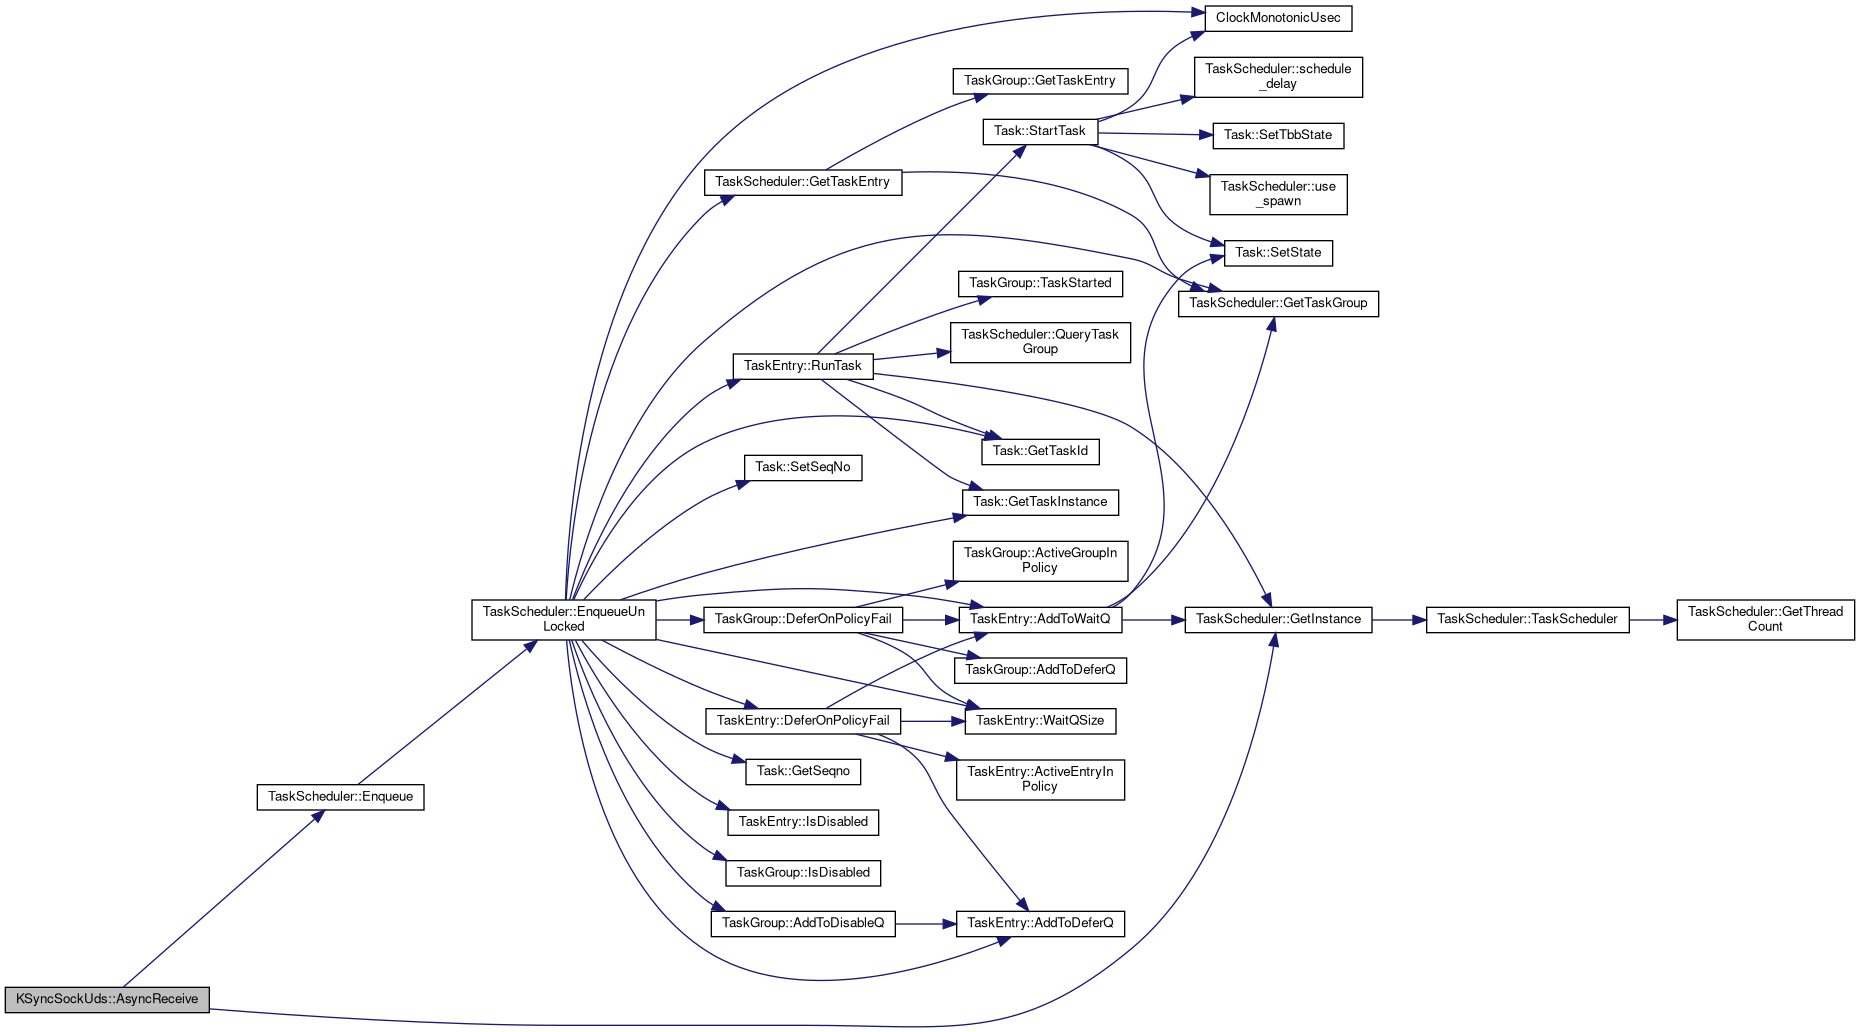 ClockMonotonicUsec
TaskScheduler::schedule
_delay
TaskGroup::GetTaskEntry
Task::StartTask
Task::SetTbbState
TaskScheduler::GetTaskEntry
TaskScheduler::use
_spawn
Task::SetState
TaskGroup::TaskStarted
TaskScheduler::GetTaskGroup
TaskScheduler::QueryTask
Group
TaskEntry::RunTask
Task::GetTaskId
Task::SetSeqNo
Task::GetTaskInstance
TaskGroup::ActiveGroupIn
Policy
TaskScheduler::EnqueueUn
Locked
TaskGroup::DeferOnPolicyFail
TaskEntry::AddToWaitQ
TaskScheduler::GetInstance
TaskScheduler::TaskScheduler
TaskScheduler::GetThread
Count
TaskGroup::AddToDeferQ
TaskEntry::DeferOnPolicyFail
TaskEntry::WaitQSize
Task::GetSeqno
TaskEntry::ActiveEntryIn
Policy
TaskScheduler::Enqueue
TaskEntry::IsDisabled
TaskGroup::IsDisabled
TaskGroup::AddToDisableQ
TaskEntry::AddToDeferQ
KSyncSockUds::AsyncReceive